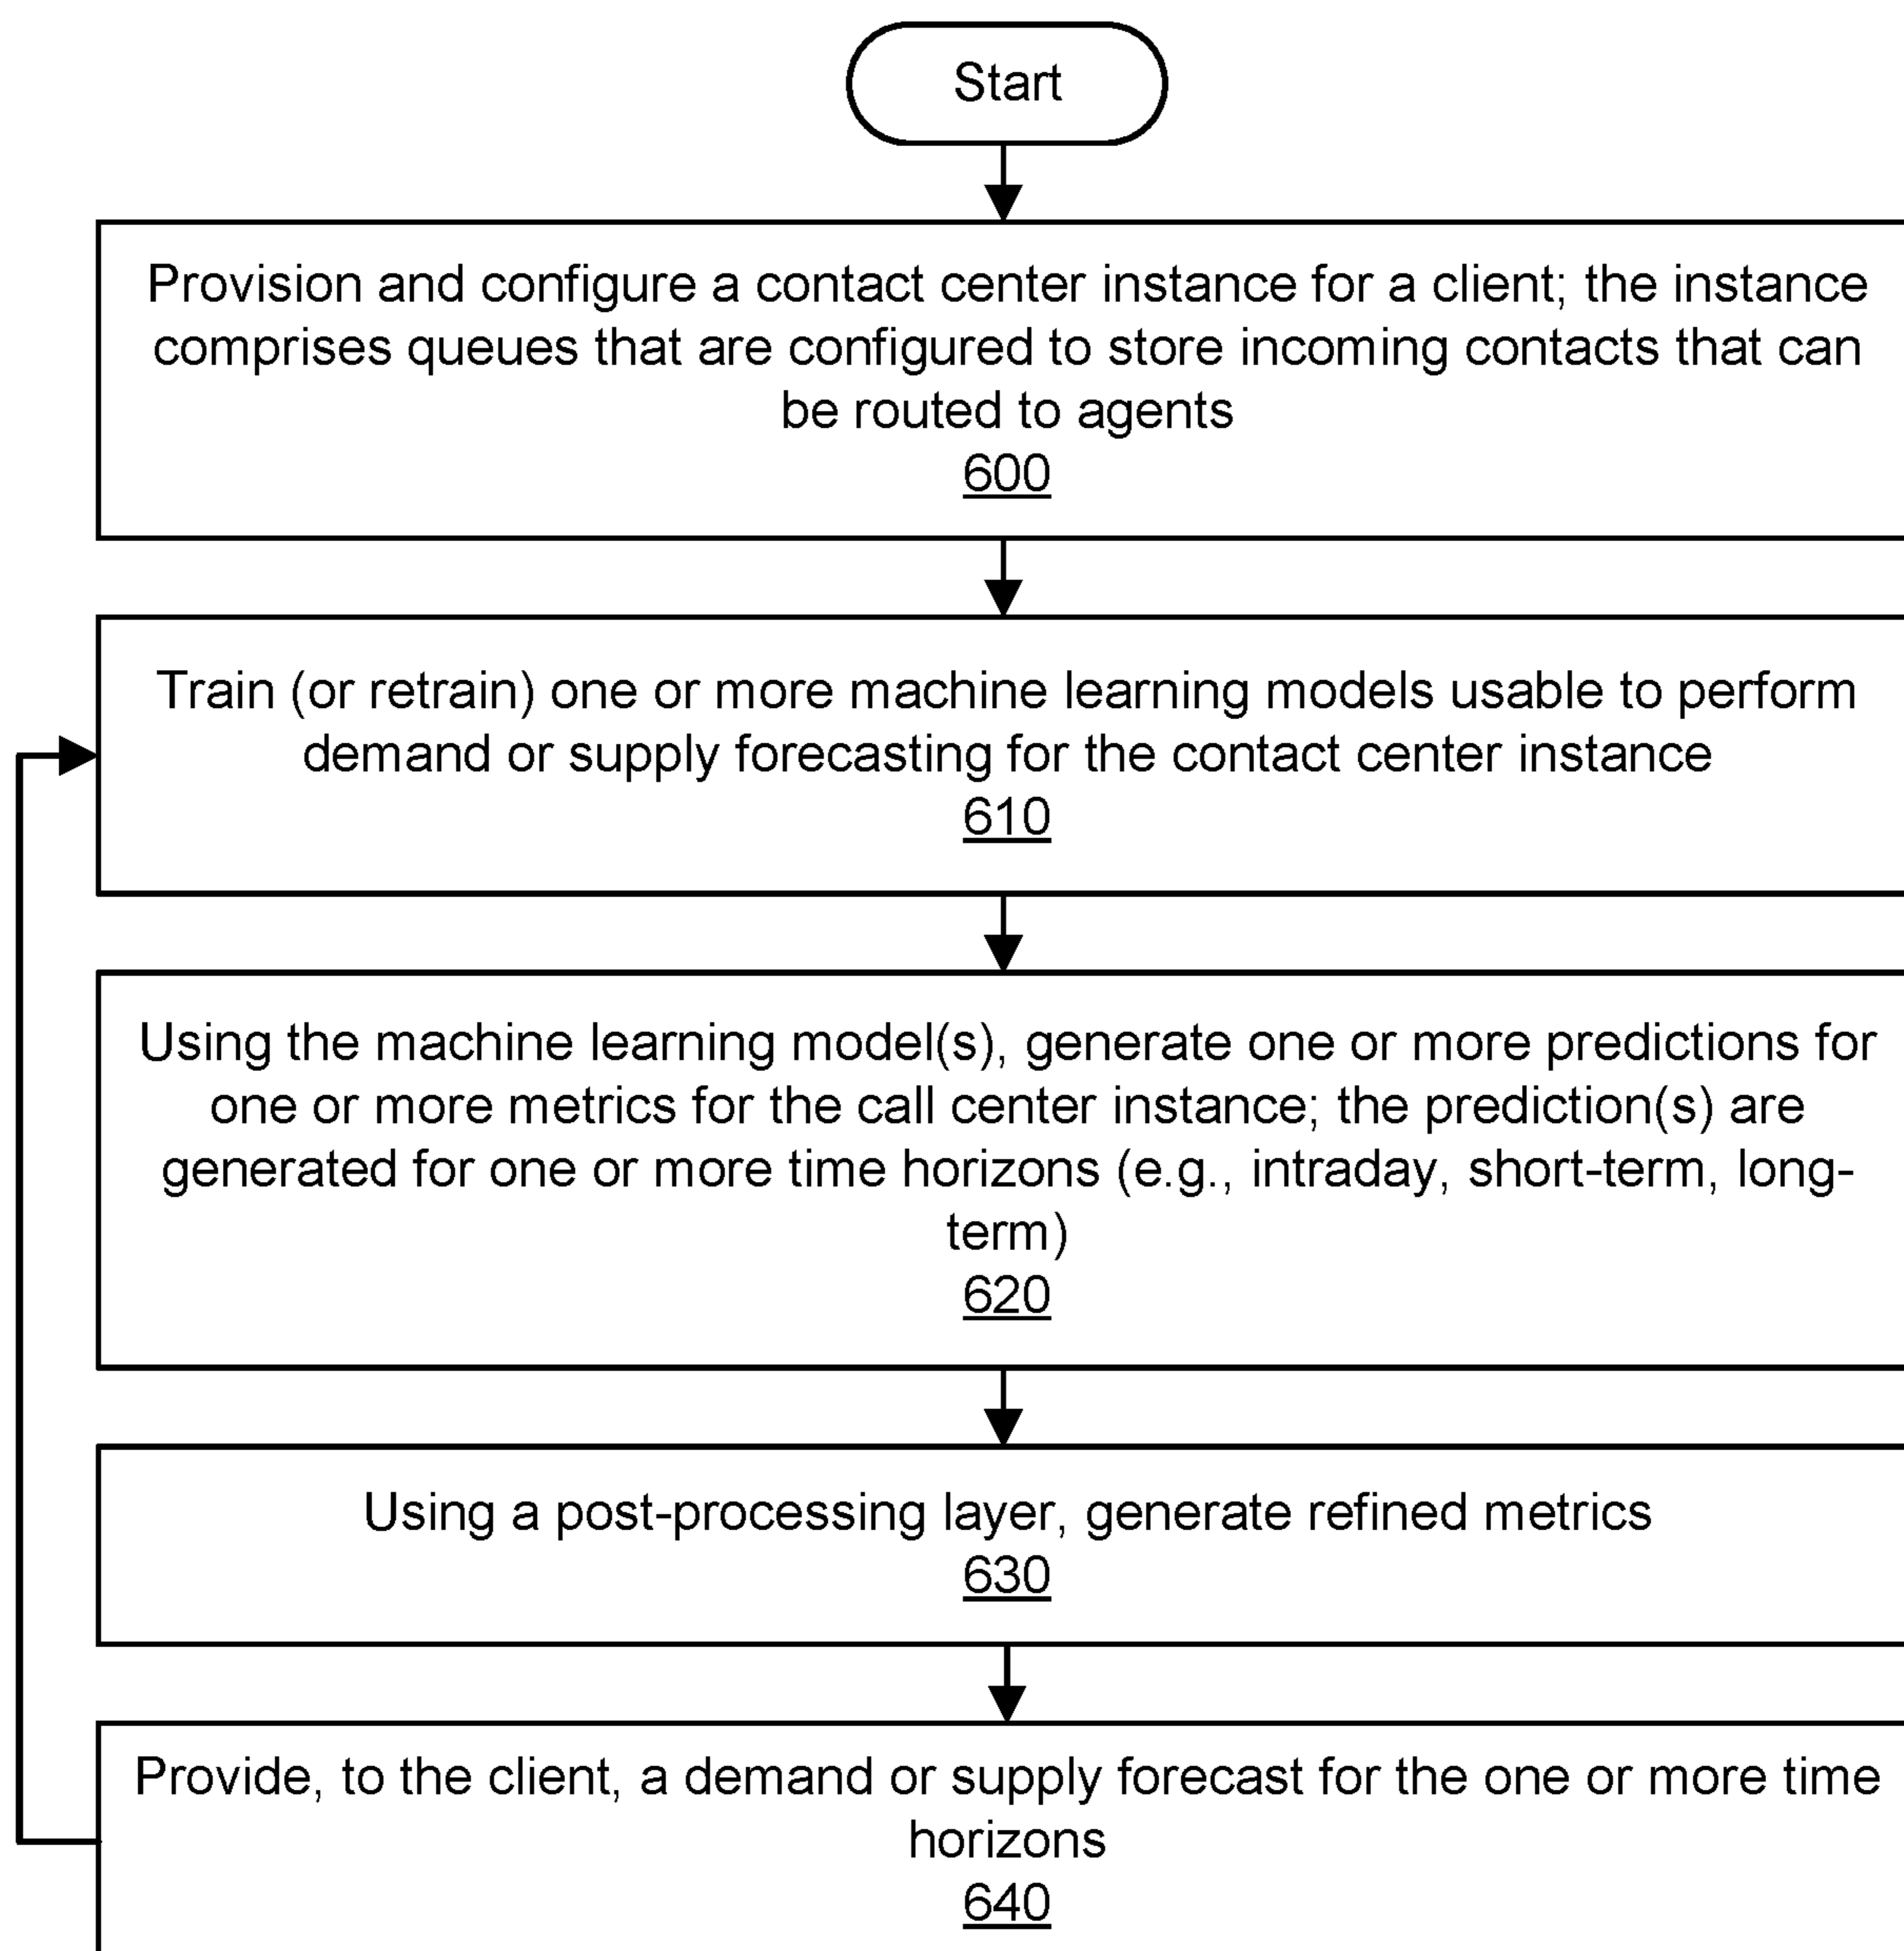 Start
Provision and configure a contact center instance for a client; the instance
comprises queues that are configured to store incoming contacts that can
be routed to agents
600
Train (or retrain) one or more machine learning models usable to perform
demand or supply forecasting for the contact center instance
610
Using the machine learning model(s), generate one or more predictions for
one or more metrics for the call center instance; the prediction(s) are
generated for one or more time horizons (e.g., intraday, short-term, long-
term)
620
Using a post-processing layer, generate refined metrics
630
Provide, to the client, a demand or supply forecast for the one or more time
horizons
640